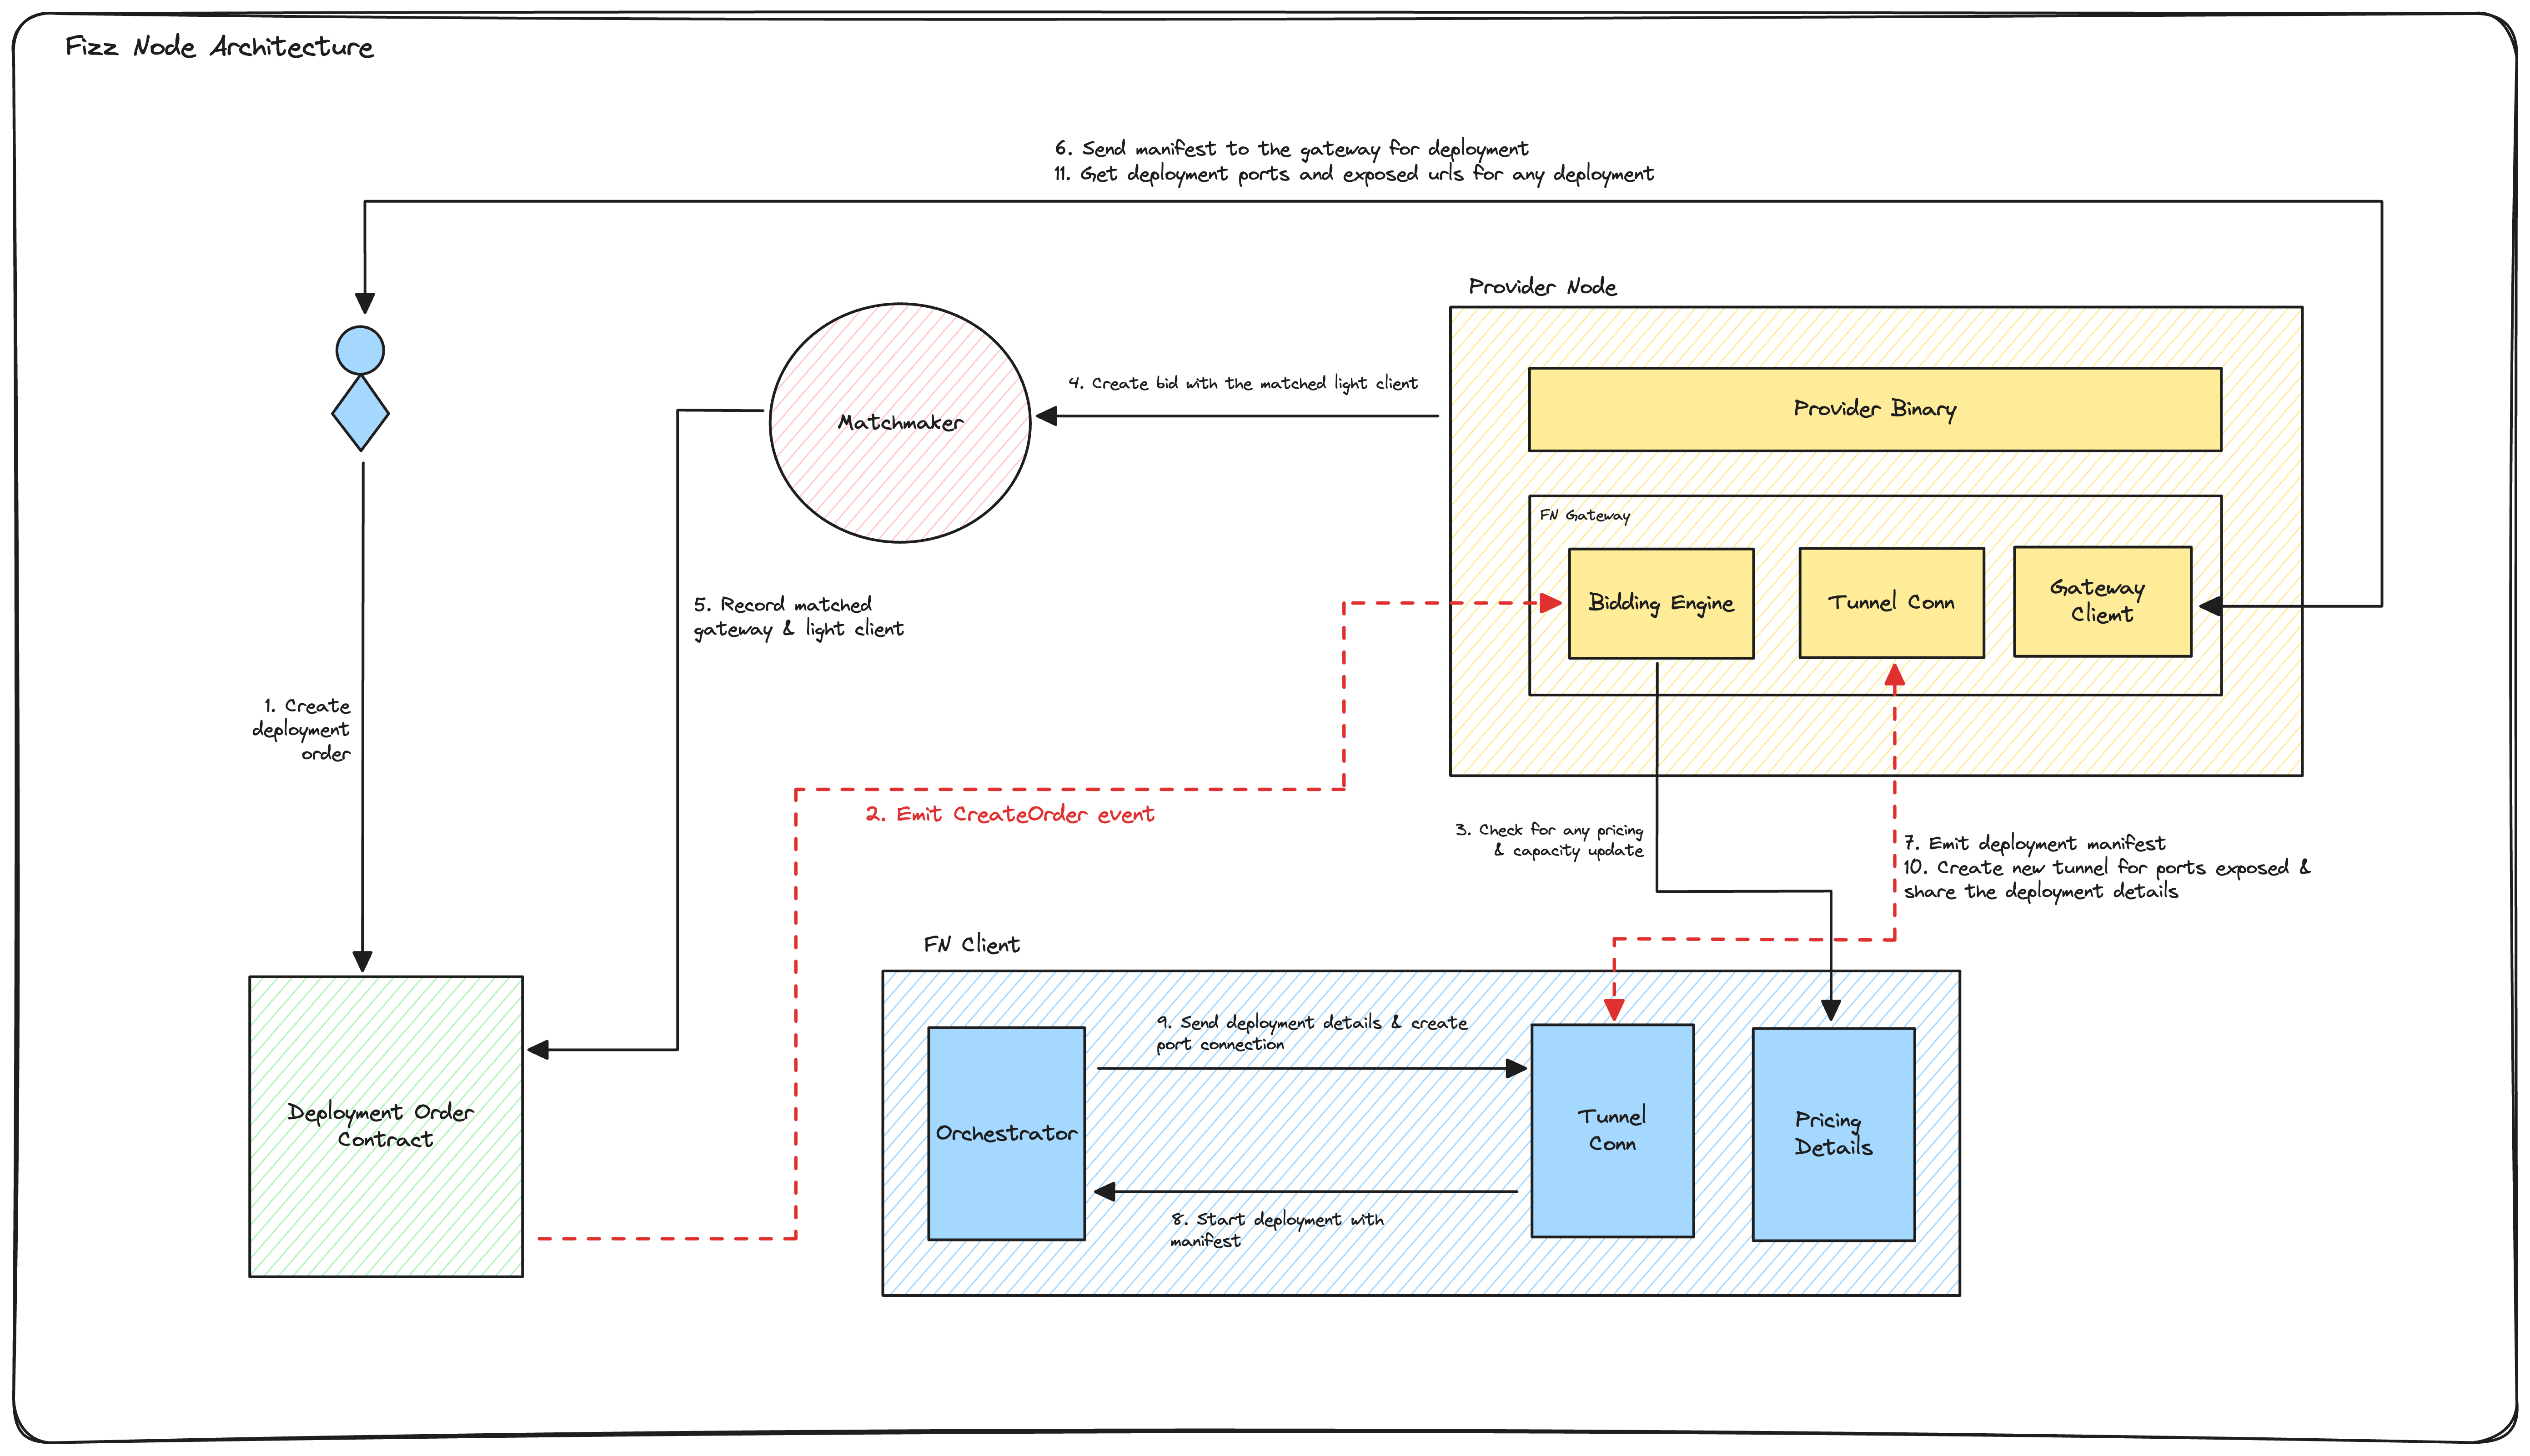 Fizz Node Architecture
6. Send manifest to the gateway for deployment
11. Get deployment ports and exposed urls for any deployment
Provider Node
4. Create bid with the matched light client
Matchmaker
Provider Binary
FN Gateway
Bidding Engine
Tunnel Conn
Gateway
Cliemt
5. Record matched
gateway & light client
1. Create
deployment
order
2. Emit CreateOrder event
3. Check for any pricing
& capacity update
7. Emit deployment manifest
10. Create new tunnel for ports exposed &
share the deployment details
FN Client
9. Send deployment details & create
port connection
Orchestrator
Tunnel
Conn
Pricing
Details
Deployment Order
Contract
8. Start deployment with
manifest